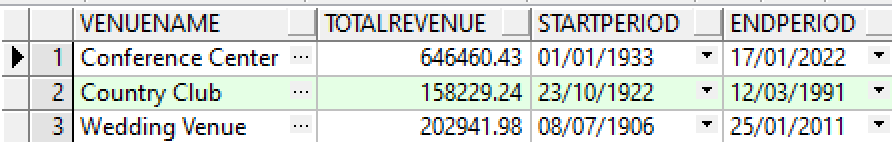 VENUENAME TOTALREVENUE STARTPERIOD ENDPERIOD
1 Conference Center ... 646460.43 01/01/1933 17/01/2022
2 Country Club ... 158229.24 23/10/1922 12/03/1991
3 Wedding Venue ... 202941.98 08/07/1906 25/01/2011